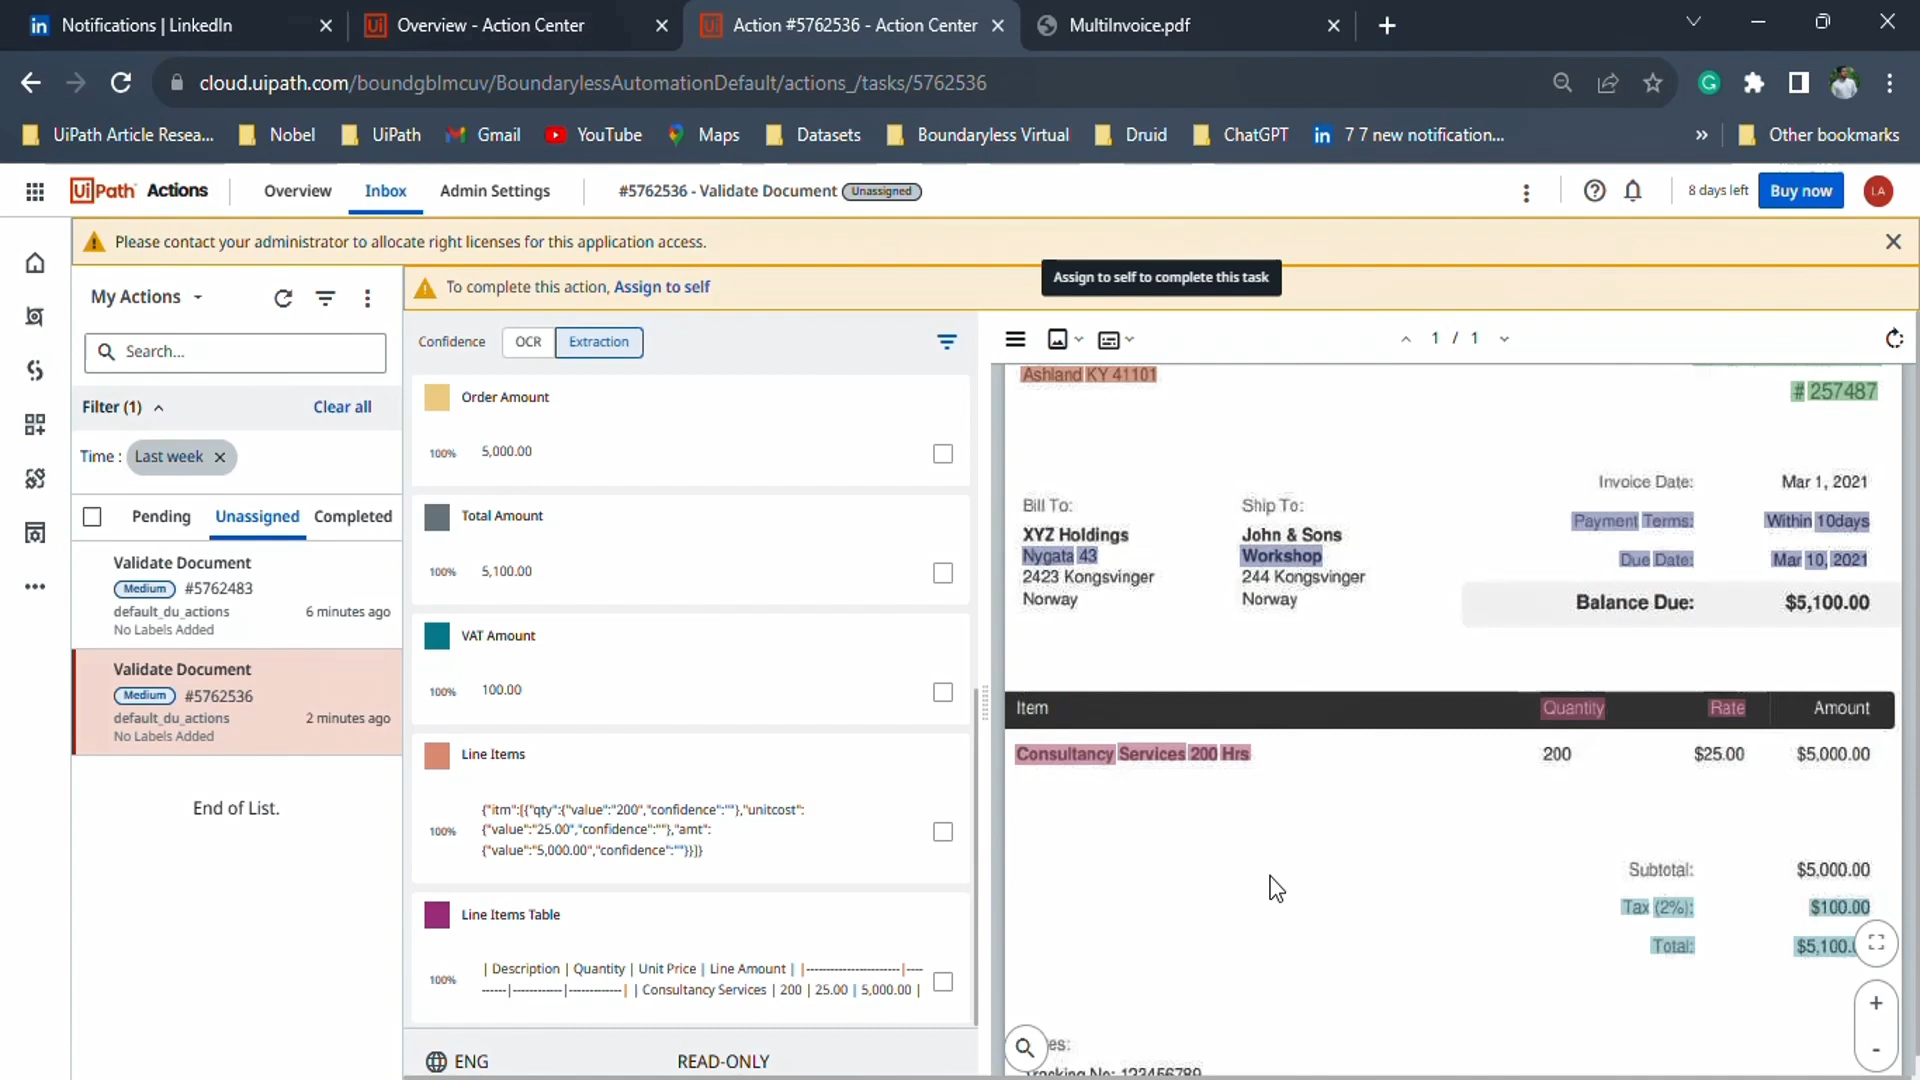 Notifications | LinkedIn
Overview - Action Center
Action #5762536 - Action Center
MultiInvoice.pdf
cloud.uipath.com/boundgblmcuv/BoundarylessAutomationDefault/actions_/tasks/5762536
UiPath Article Resea...
Nobel
UiPath
Gmail
YouTube
Maps
Datasets
Boundaryless Virtual
Druid
ChatGPT
7 7 new notification...
Other bookmarks
UiPath Actions
Overview
Inbox
Admin Settings
#5762536 - Validate Document
Unassigned
8 days left
Buy now
LA
Please contact your administrator to allocate right licenses for this application access.
My Actions
To complete this action, Assign to self
Assign to self to complete this task
Search...
Filter (1)
Clear all
Time :
Last week
Pending
Unassigned
Completed
Validate Document
Medium #5762483
default_du_actions
6 minutes ago
No Labels Added
Validate Document
Medium #5762536
default_du_actions
2 minutes ago
No Labels Added
End of List.
Confidence
OCR
Extraction
Order Amount
100% 5,000.00
Total Amount
100% 5,100.00
VAT Amount
100% 100.00
Line Items
{"itm":[{"qty":{"value":"200","confidence":""},"unitcost":
100% {"value":"25.00","confidence":""},"amt":
{"value":"5,000.00","confidence":""}}]}
Line Items Table
| Description | Quantity | Unit Price | Line Amount |
100%
| Consultancy Services | 200 | 25.00 | 5,000.00 |
ENG
READ-ONLY
1 / 1
Ashland KY 41101
# 257487
Invoice Date: Mar 1, 2021
Payment Terms: Within 10days
Due Date: Mar 10, 2021
Balance Due: $5,100.00
Bill To:
XYZ Holdings
Nygata 43
2423 Kongsvinger
Norway
Ship To:
John & Sons
Workshop
244 Kongsvinger
Norway
Item Quantity Rate Amount
Consultancy Services 200 Hrs 200 $25.00 $5,000.00
Subtotal: $5,000.00
Tax (2%): $100.00
Total: $5,100.
es:
Tracking No: 123456789